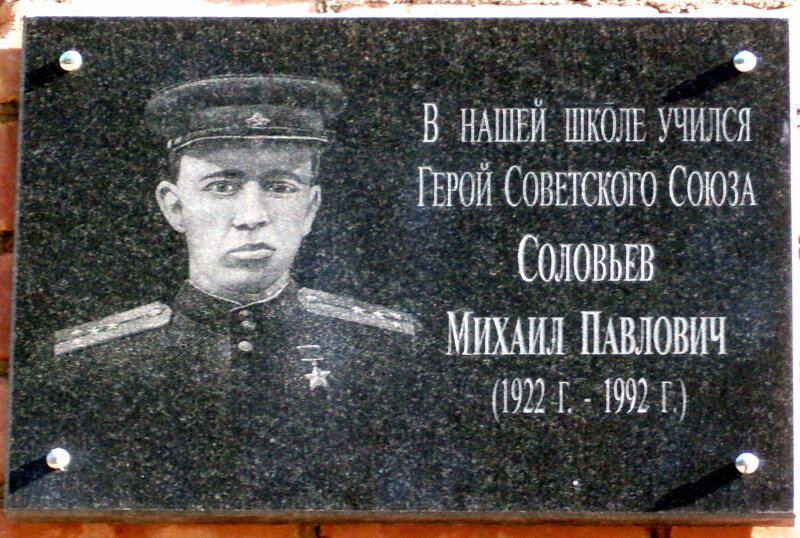 В НАШЕЙ ШКОЛЕ УЧИЛСЯ
ГЕРОЙ СОВЕТСКОГО СОЮЗА
СОЛОВЬЕВ
МИХАИЛ ПАВЛОВИЧ
(1922 Г. - 1992 Г.)